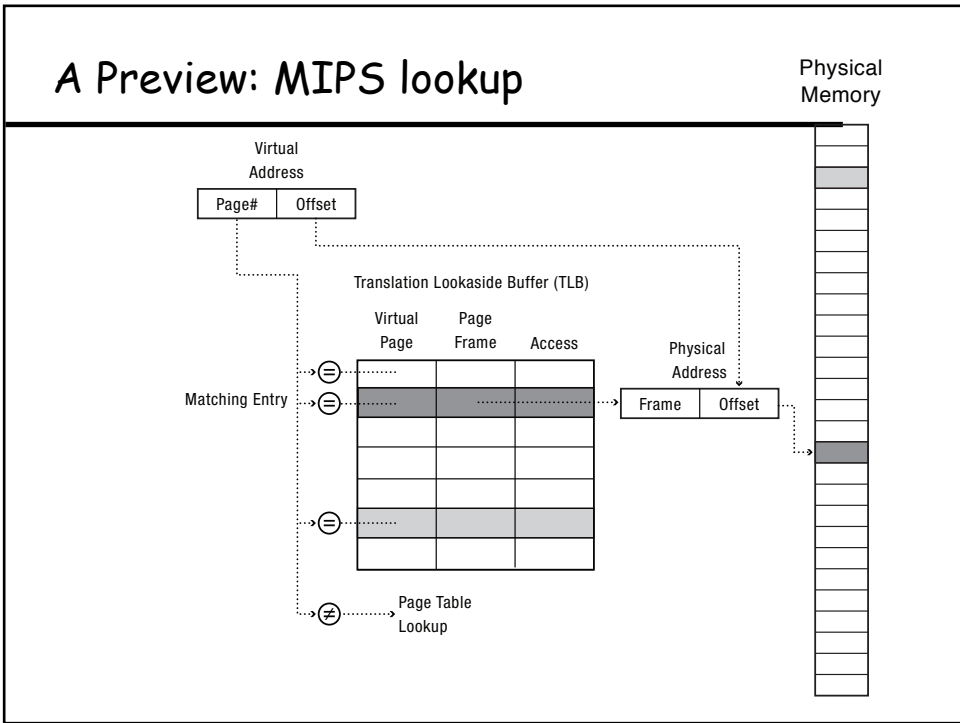 A Preview: MIPS lookup
Physical
Memory
Virtual
Address
Page#
Offset
Translation Lookaside Buffer (TLB)
Virtual
Page
Page
Frame
Access
Physical
Address
Matching Entry
=
=
Frame
Offset
=
≠
Page Table
Lookup